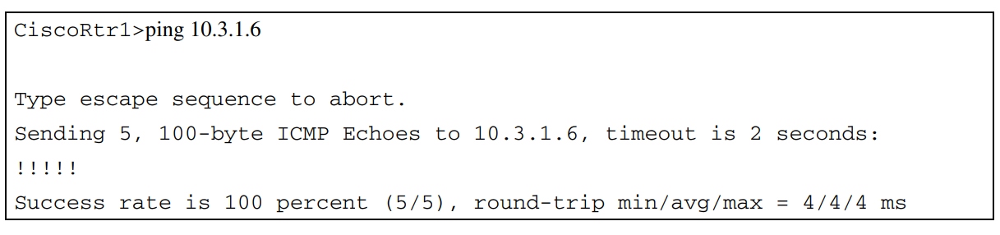 CiscoRtr1>ping 10.3.1.6
Type escape sequence to abort.
Sending 5, 100-byte ICMP Echoes to 10.3.1.6, timeout is 2 seconds:
!!!!!
Success rate is 100 percent (5/5), round-trip min/avg/max = 4/4/4 ms